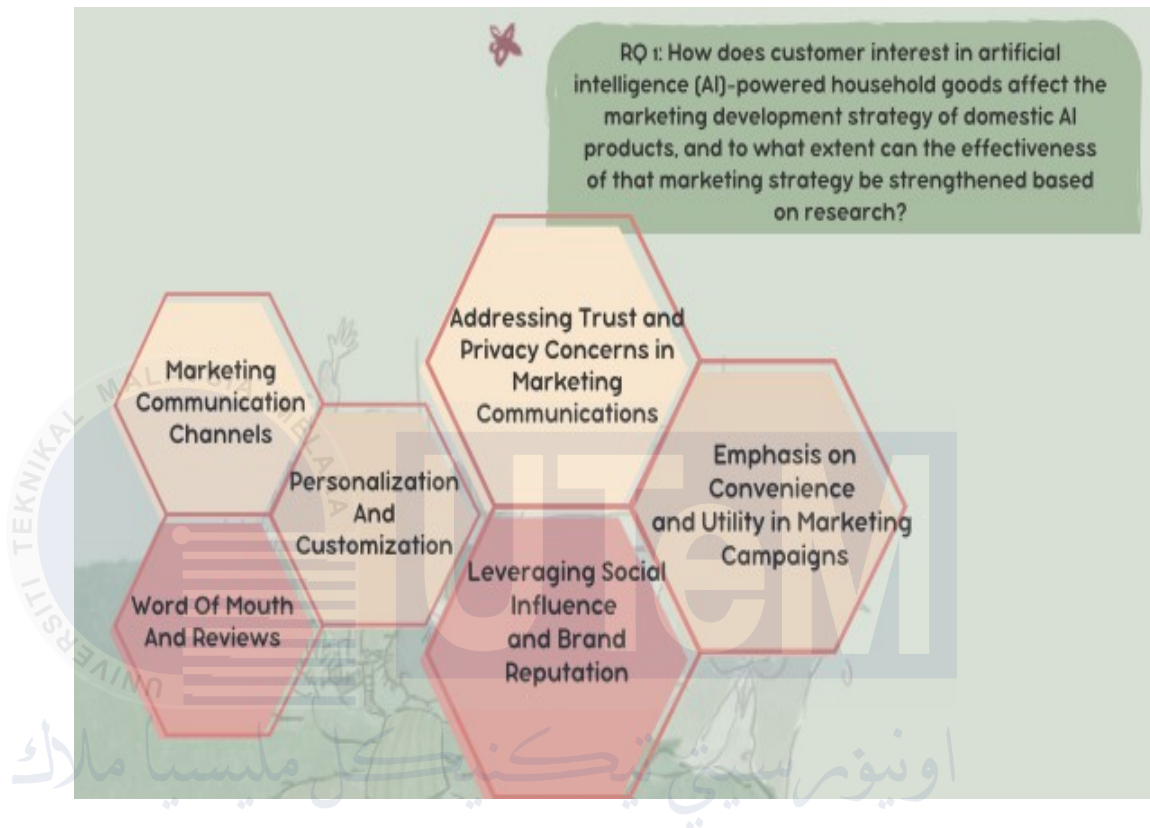 RQ 1: How does customer interest in artificial
intelligence (AI)-powered household goods affect the
marketing development strategy of domestic AI
products, and to what extent can the effectiveness
of that marketing strategy be strengthened based
on research?
Addressing Trust and
Privacy Concerns in
Marketing
Communications
Marketing
Communication
Channels
Personalization
And
Customization
Emphasis on
Convenience
and Utility in Marketing
Campaigns
Word Of Mouth
And Reviews
Leveraging Social
Influence
and Brand
Reputation
UNIVERSITI TEKNIKAL MALAYSIA MELAKA
UTeM
اونيۏرسيتي تيكنيكل مليسيا ملاك